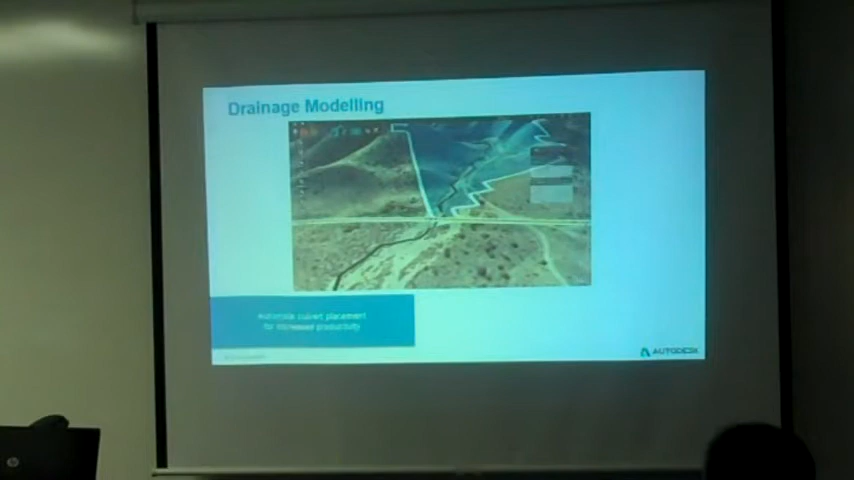 Drainage Modelling
Automate culvert placement
for increased productivity
AUTODESK